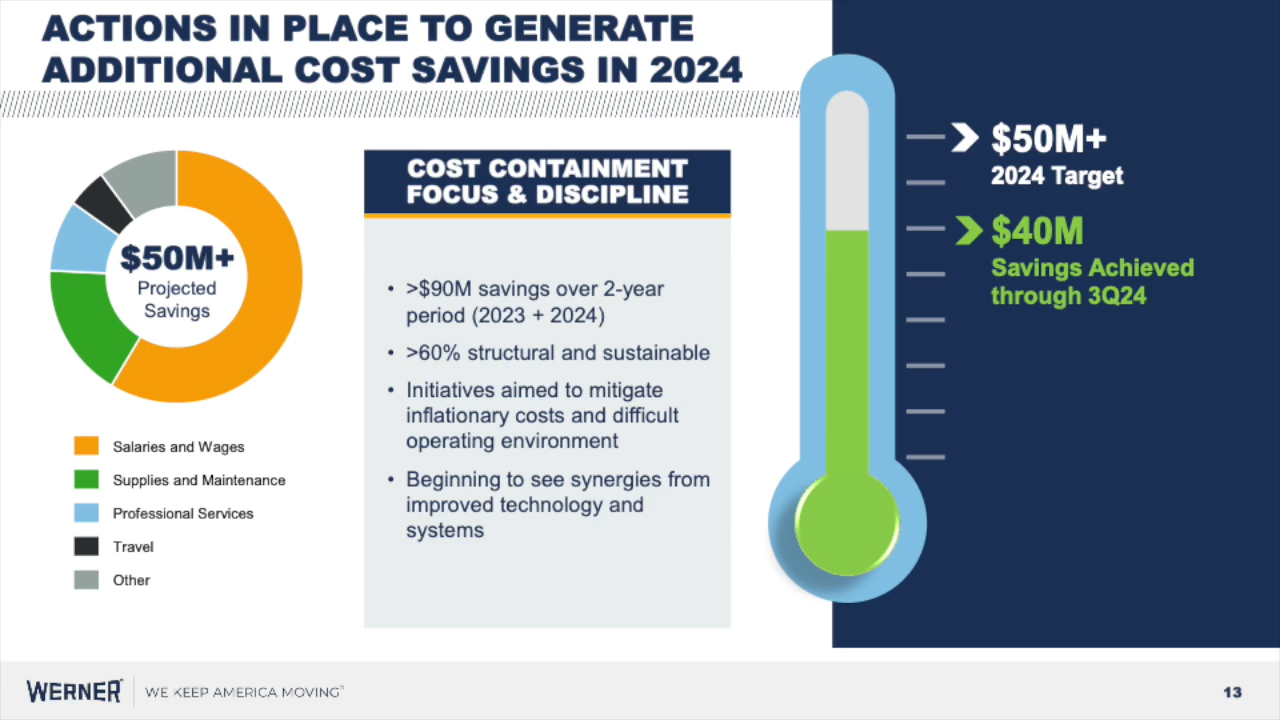 ACTIONS IN PLACE TO GENERATE
ADDITIONAL COST SAVINGS IN 2024
$50M+
Projected
Savings
Salaries and Wages
Supplies and Maintenance
Professional Services
Travel
Other
COST CONTAINMENT
FOCUS & DISCIPLINE
• >$90M savings over 2-year
period (2023 + 2024)
• >60% structural and sustainable
• Initiatives aimed to mitigate
inflationary costs and difficult
operating environment
• Beginning to see synergies from
improved technology and
systems
$50M+
2024 Target
$40M
Savings Achieved
through 3Q24
WERNER
WE KEEP AMERICA MOVING
13